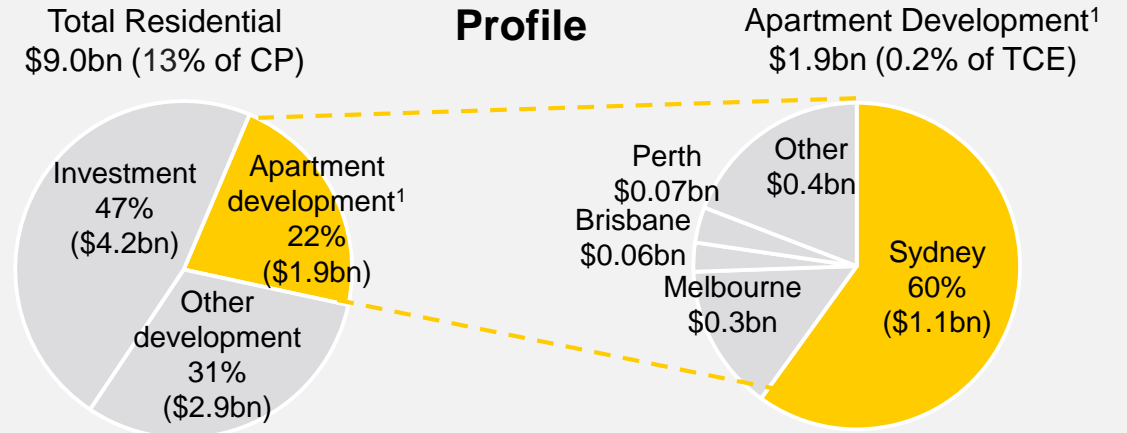 Profile
Total Residential
$9.0bn (13% of CP)
Investment
47%
($4.2bn)
Apartment
development¹
22%
($1.9bn)
Other
development
31%
($2.9bn)
Apartment Development¹
$1.9bn (0.2% of TCE)
Perth
$0.07bn
Other
$0.4bn
Brisbane
$0.06bn
Melbourne
$0.3bn
Sydney
60%
($1.1bn)